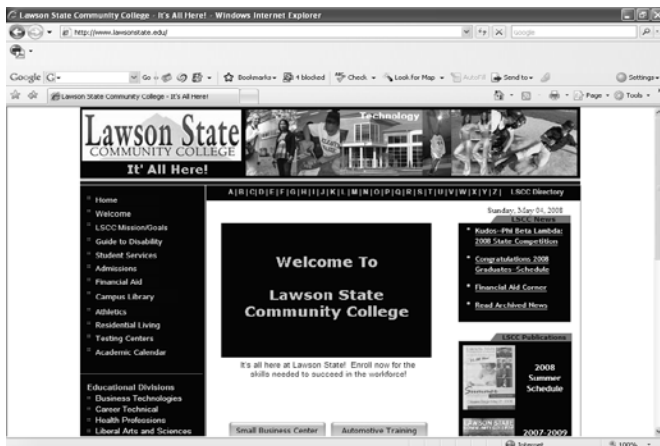 Lawson State Community College - It's All Here! - Windows Internet Explorer
http://www.lawsonstate.edu/
Google
Google G Go Bookmarks 4 blocked Check Look for Map AutoFill Send to Settings
Lawson State Community College - It's All Here!
Page Tools
Lawson State
COMMUNITY COLLEGE
It' All Here!
Technology
A|B|C|D|E|F|G|H|I|J|K|L|M|N|O|P|Q|R|S|T|U|V|W|X|Y|Z| LSCC Directory
Home
Welcome
LSCC Mission/Goals
Guide to Disability
Student Services
Admissions
Financial Aid
Campus Library
Athletics
Residential Living
Testing Centers
Academic Calendar
Educational Divisions
Business Technologies
Career Technical
Health Professions
Liberal Arts and Sciences
Welcome To
Lawson State
Community College
It's all here at Lawson State! Enroll now for the
skills needed to succeed in the workforce!
Small Business Center
Automotive Training
Sunday, May 04, 2008
LSCC News
Kudos--Phi Beta Lambda:
2008 State Competition
Congratulations 2008
Graduates-Schedule
Financial Aid Corner
Read Archived News
LSCC Publications
2008
Summer
Schedule
LAWSON STATE
2007-2009
Internet
100%